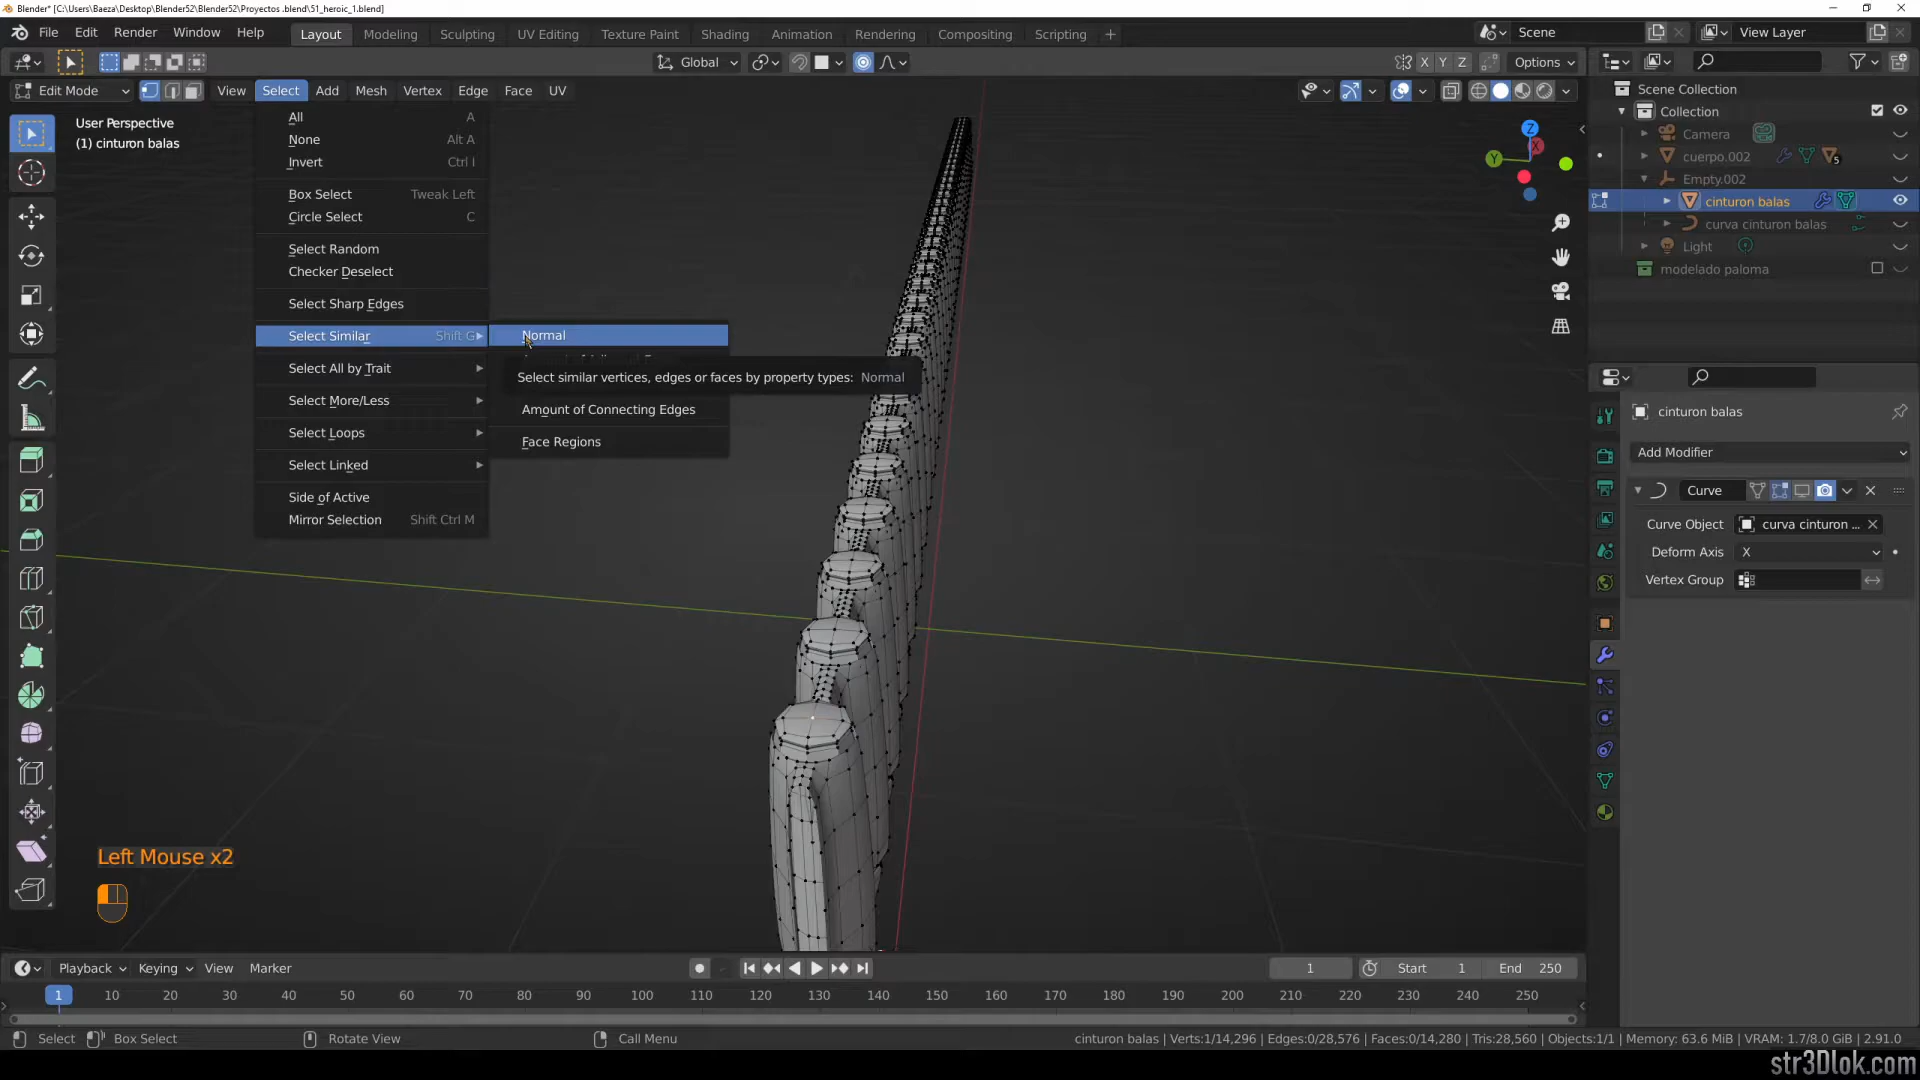 Blender* [C:\Users\Baeza\Desktop\Blender52\Blender52\Proyectos .blend\51_heroic_1.blend]
File Edit Render Window Help Layout Modeling Sculpting UV Editing Texture Paint Shading Animation Rendering Compositing Scripting + Scene View Layer
Global X Y Z Options
Edit Mode View Select Add Mesh Vertex Edge Face UV
User Perspective
(1) cinturon balas
All A
None Alt A
Invert Ctrl I
Box Select Tweak Left
Circle Select C
Select Random
Checker Deselect
Select Sharp Edges
Select Similar Shift G
Select All by Trait
Select More/Less
Select Loops
Select Linked
Side of Active
Mirror Selection Shift Ctrl M
Normal
Select similar vertices, edges or faces by property types: Normal
Amount of Connecting Edges
Face Regions
Z
X
Y
Scene Collection
Collection
Camera
cuerpo.002 5
Empty.002
cinturon balas
curva cinturon balas
Light
modelado paloma
cinturon balas
Add Modifier
Curve
Curve Object curva cinturon ...
Deform Axis X
Vertex Group
Left Mouse x2
Playback Keying View Marker 1 Start 1 End 250
1 10 20 30 40 50 60 70 80 90 100 110 120 130 140 150 160 170 180 190 200 210 220 230 240 250
Select Box Select Rotate View Call Menu cinturon balas | Verts:1/14,296 | Edges:0/28,576 | Faces:0/14,280 | Tris:28,560 | Objects:1/1 | Memory: 63.6 MiB | VRAM: 1.7/8.0 GiB | 2.91.0
str3Dlok.com